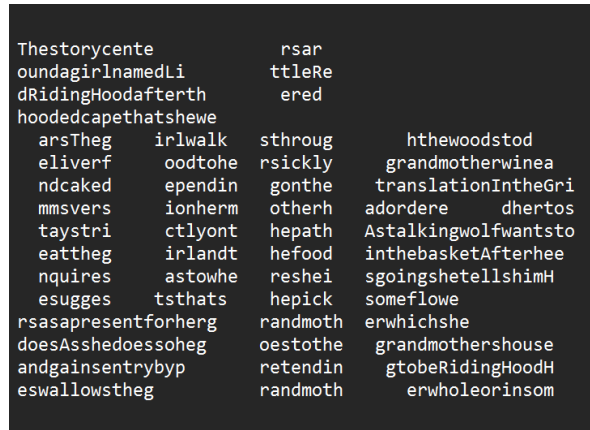 Thestorycente rsar
oundagirlnamedLi ttleRe
dRidingHoodafterth ered
hoodedcapethatshewe
arsTheg irlwalk sthroug hthewoodstod
eliverf oodtohe rsickly grandmotherwinea
ndcaked ependin gonthe translationIntheGri
mmsvers ionherm otherh adordere dhertos
taystri ctlyont hepath Astalkingwolfwantsto
eattheg irlandt hefood inthebasketAfterhee
nquires astowhe reshei sgoingshetellshimH
esugges tsthats hepick someflowe
rsasapresentforherg randmoth erwhichshe
doesAsshedoessoheg oestothe grandmothershouse
andgainsentrybyp retendin gtobeRidingHoodH
eswallowstheg randmoth erwholeorinsom